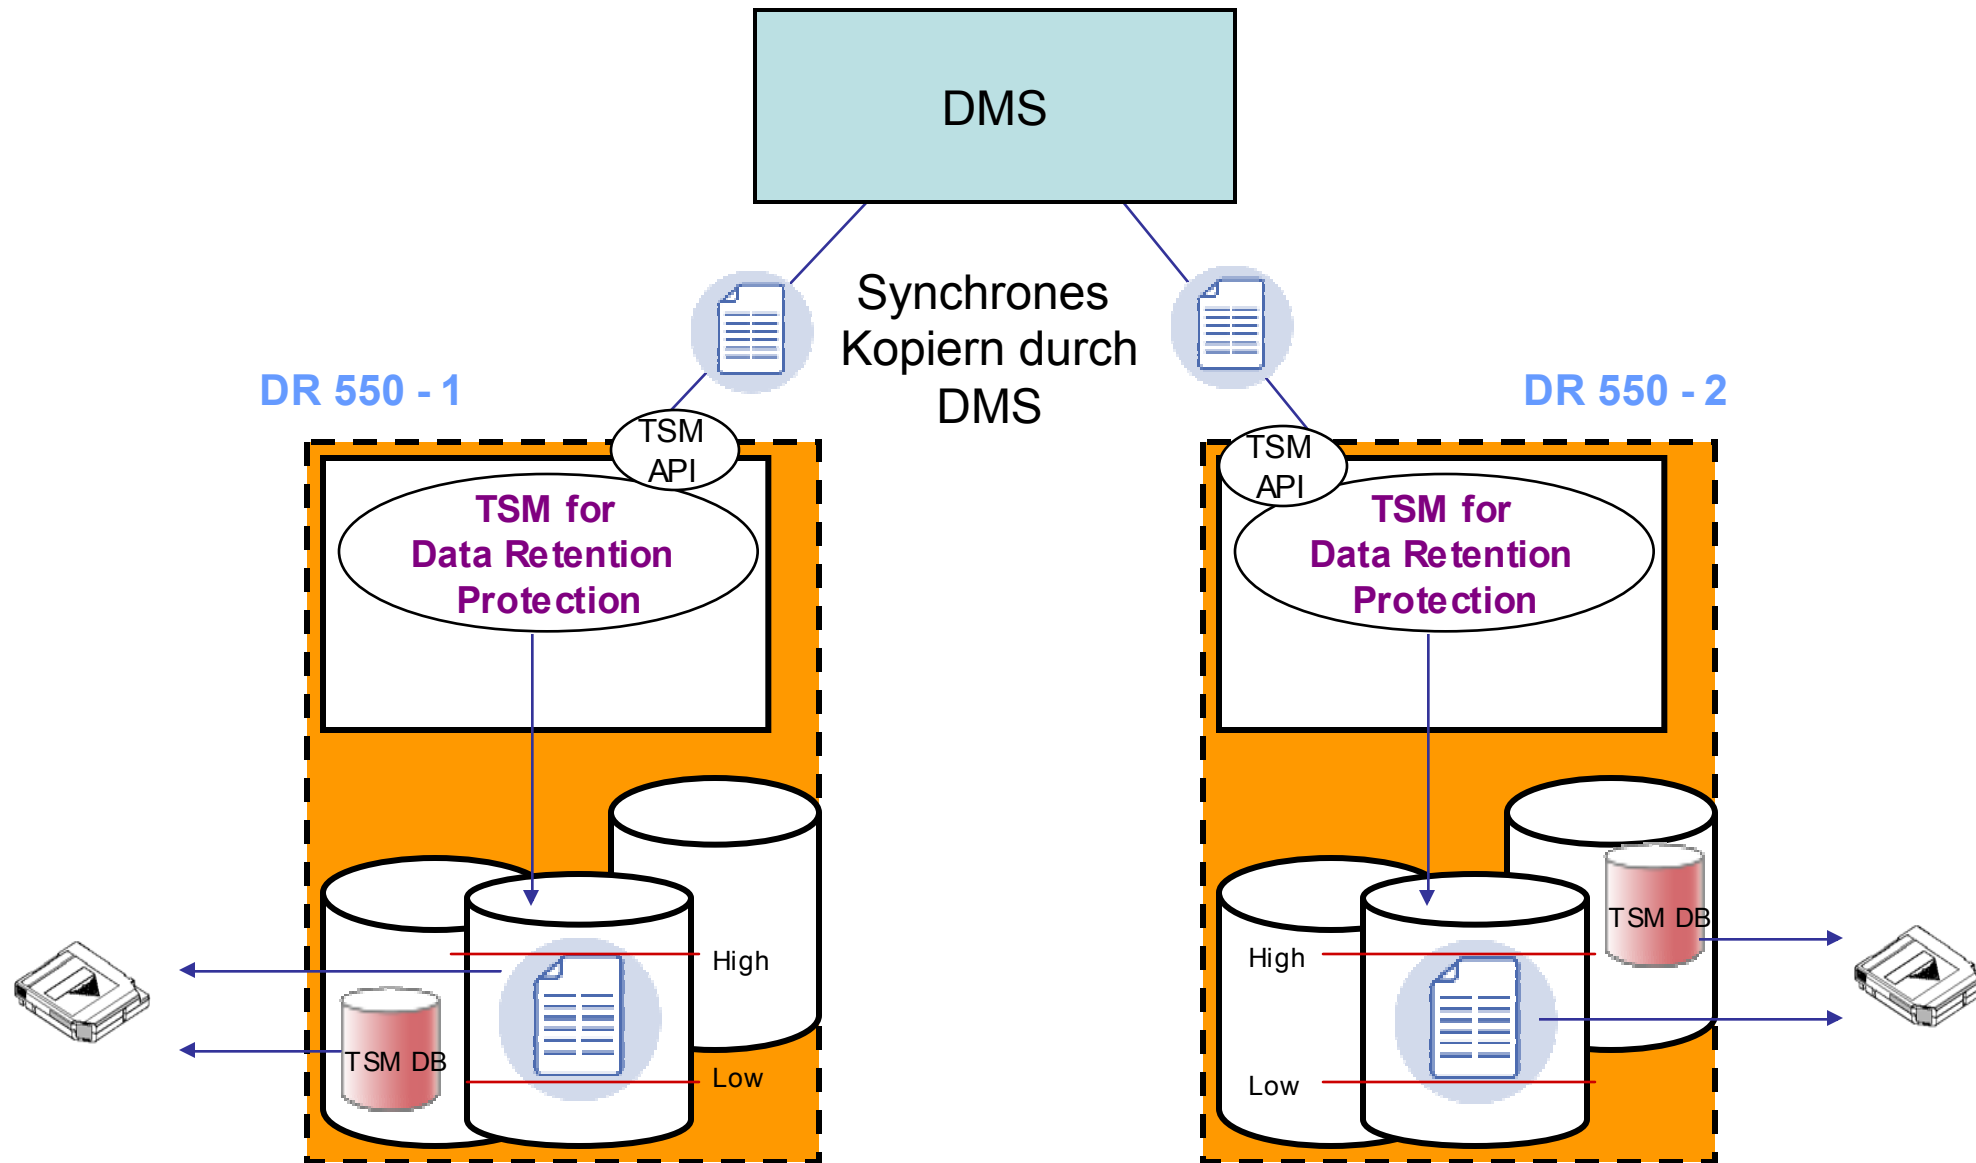 DMS
Synchrones
Kopiern durch
DMS
DR 550 - 1
DR 550 - 2
TSM
API
TSM for
Data Retention
Protection
TSM
API
TSM for
Data Retention
Protection
High
Low
TSM DB
High
Low
TSM DB